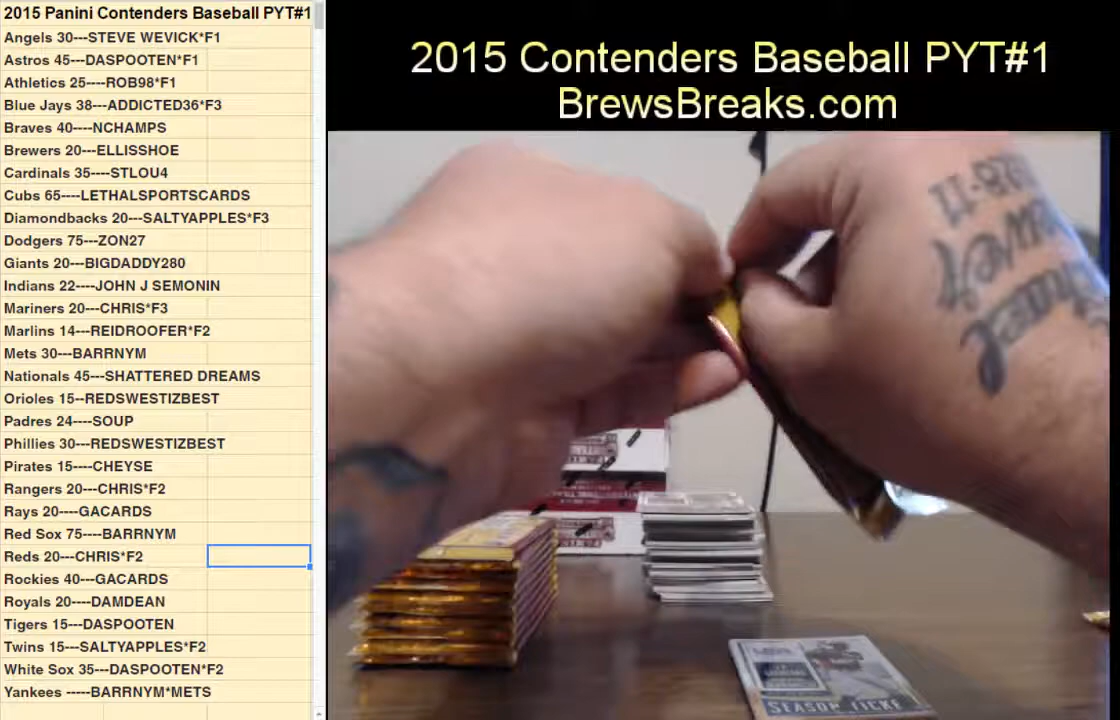 2015 Panini Contenders Baseball PYT#1
Angels 30---STEVE WEVICK*F1
Astros 45----DASPOOTEN*F1
Athletics 25----ROB98*F1
Blue Jays 38---ADDICTED36*F3
Braves 40----NCHAMPS
Brewers 20---ELLISSHOE
Cardinals 35----STLOU4
Cubs 65----LETHALSPORTSCARDS
Diamondbacks 20---SALTYAPPLES*F3
Dodgers 75---ZON27
Giants 20---BIGDADDY280
Indians 22----JOHN J SEMONIN
Mariners 20---CHRIS*F3
Marlins 14---REIDROOFER*F2
Mets 30---BARRNYM
Nationals 45---SHATTERED DREAMS
Orioles 15--REDSWESTIZBEST
Padres 24----SOUP
Phillies 30---REDSWESTIZBEST
Pirates 15----CHEYSE
Rangers 20---CHRIS*F2
Rays 20----GACARDS
Red Sox 75----BARRNYM
Reds 20---CHRIS*F2
Rockies 40---GACARDS
Royals 20----DAMDEAN
Tigers 15----DASPOOTEN
Twins 15---SALTYAPPLES*F2
White Sox 35----DASPOOTEN*F2
Yankees -----BARRNYM*METS
2015 Contenders Baseball PYT#1
BrewsBreaks.com
SEASON TICKE